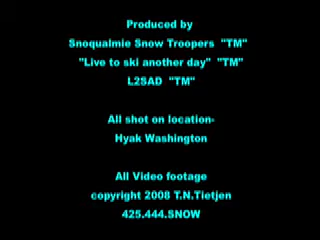 Produced by
Snoqualmie Snow Troopers "TM"
"Live to ski another day" "TM"
L2SAD "TM"
All shot on location-
Hyak Washington
All Video footage
copyright 2008 T.N.Tietjen
425.444.SNOW